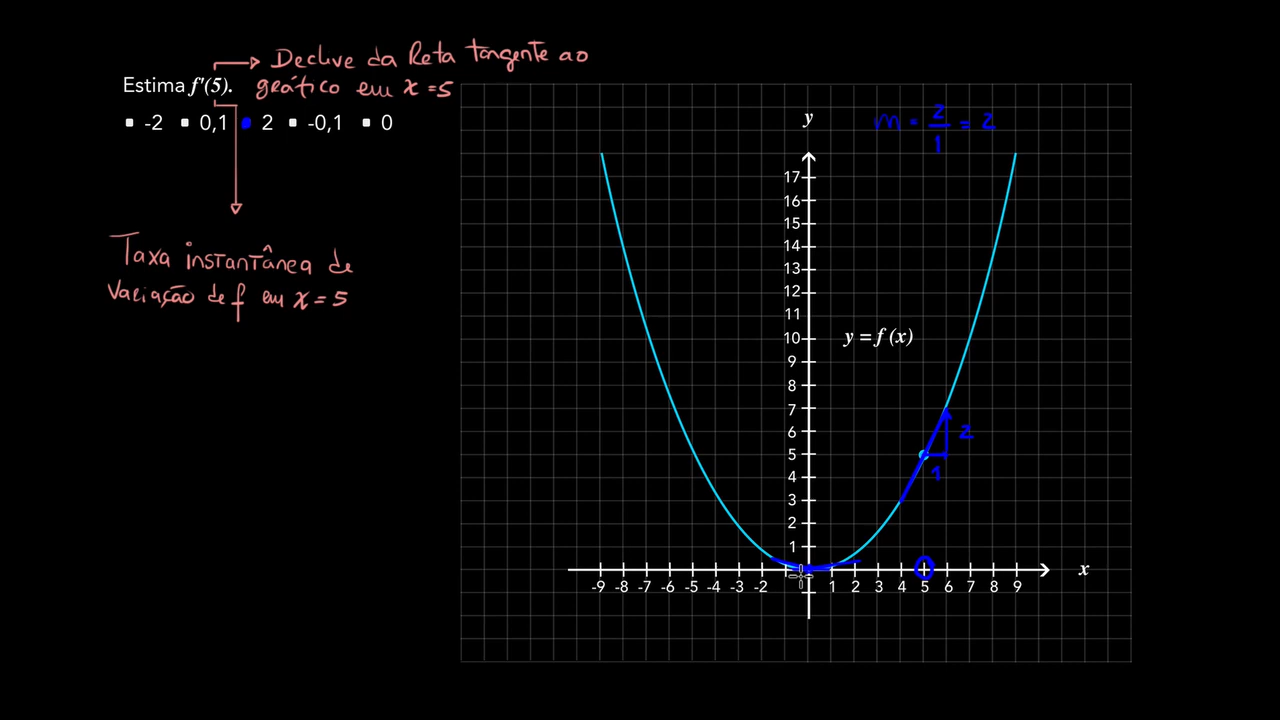 Declive da Reta tangente ao
Estima f'(5). gráfico em x = 5
-2 0,1 2 -0,1 0
Taxa instantânea de
Variação de f em x = 5
m = 2/1 = 2
y
17
16
15
14
13
12
11
10
9
8
7
6
5
4
3
2
1
y = f (x)
2
1
-9 -8 -7 -6 -5 -4 -3 -2 1 2 3 4 5 6 7 8 9
x